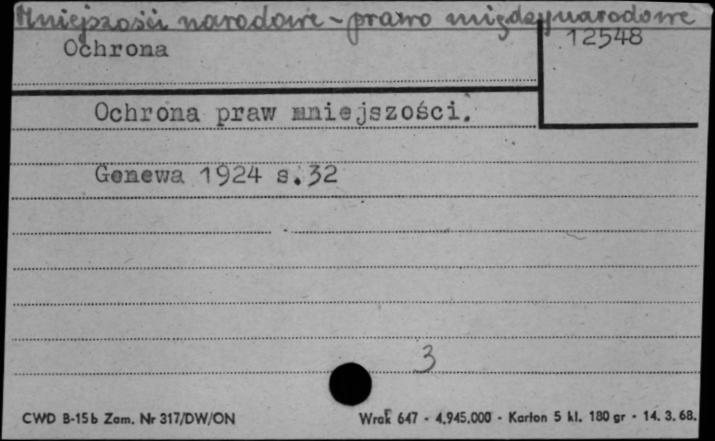 Mniejszości narodowe - prawo międzynarodowe
Ochrona
12548
Ochrona praw mniejszości.
Genewa 1924 s.32
3
CWD B-15b Zam. Nr 317/DW/ON
Wrak 647 - 4.945.000 - Karton 5 kl. 180 gr - 14. 3. 68.